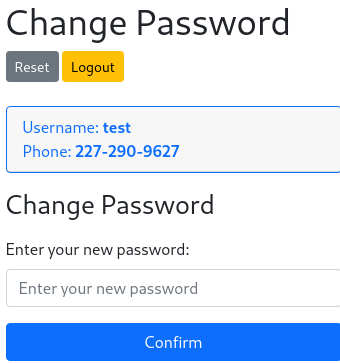 Change Password
Reset Logout
Username: test
Phone: 227-290-9627
Change Password
Enter your new password:
Enter your new password
Confirm